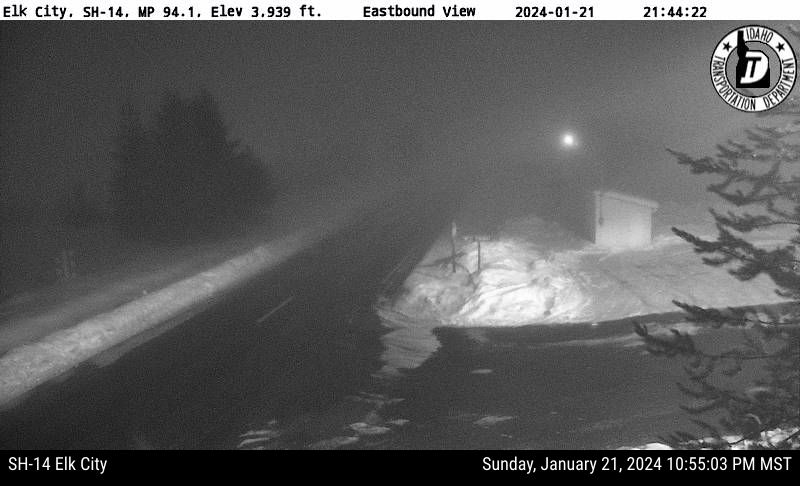 Elk City, SH-14, MP 94.1, Elev 3,939 ft. Eastbound View 2024-01-21 21:44:22
IDAHO
TRANSPORTATION DEPARTMENT
SH-14 Elk City Sunday, January 21, 2024 10:55:03 PM MST